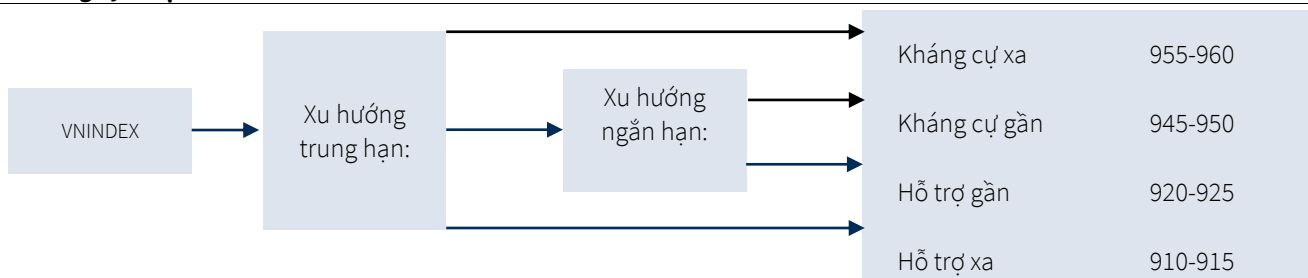 VNINDEX
Xu hướng
trung hạn:
Xu hướng
ngắn hạn:
Kháng cự xa 955-960
Kháng cự gần 945-950
Hỗ trợ gần 920-925
Hỗ trợ xa 910-915